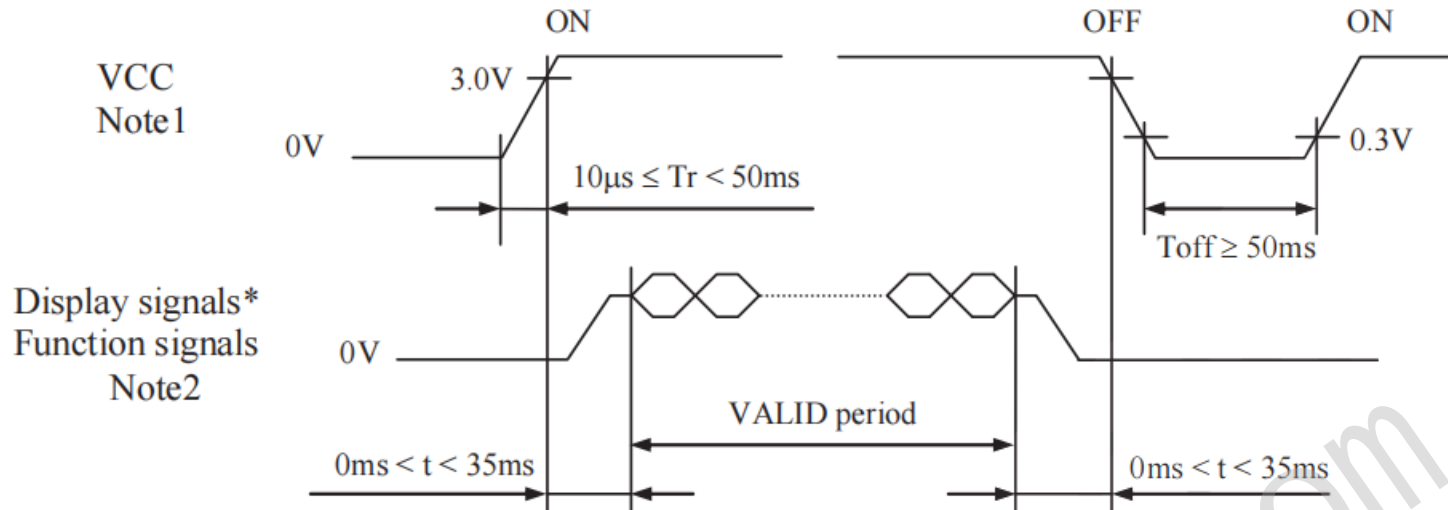 ON
OFF
ON
VCC
Note1
3.0V
0V
0.3V
10μs ≤ Tr < 50ms
Toff ≥ 50ms
Display signals*
Function signals
Note2
0V
VALID period
0ms < t < 35ms
0ms < t < 35ms
om